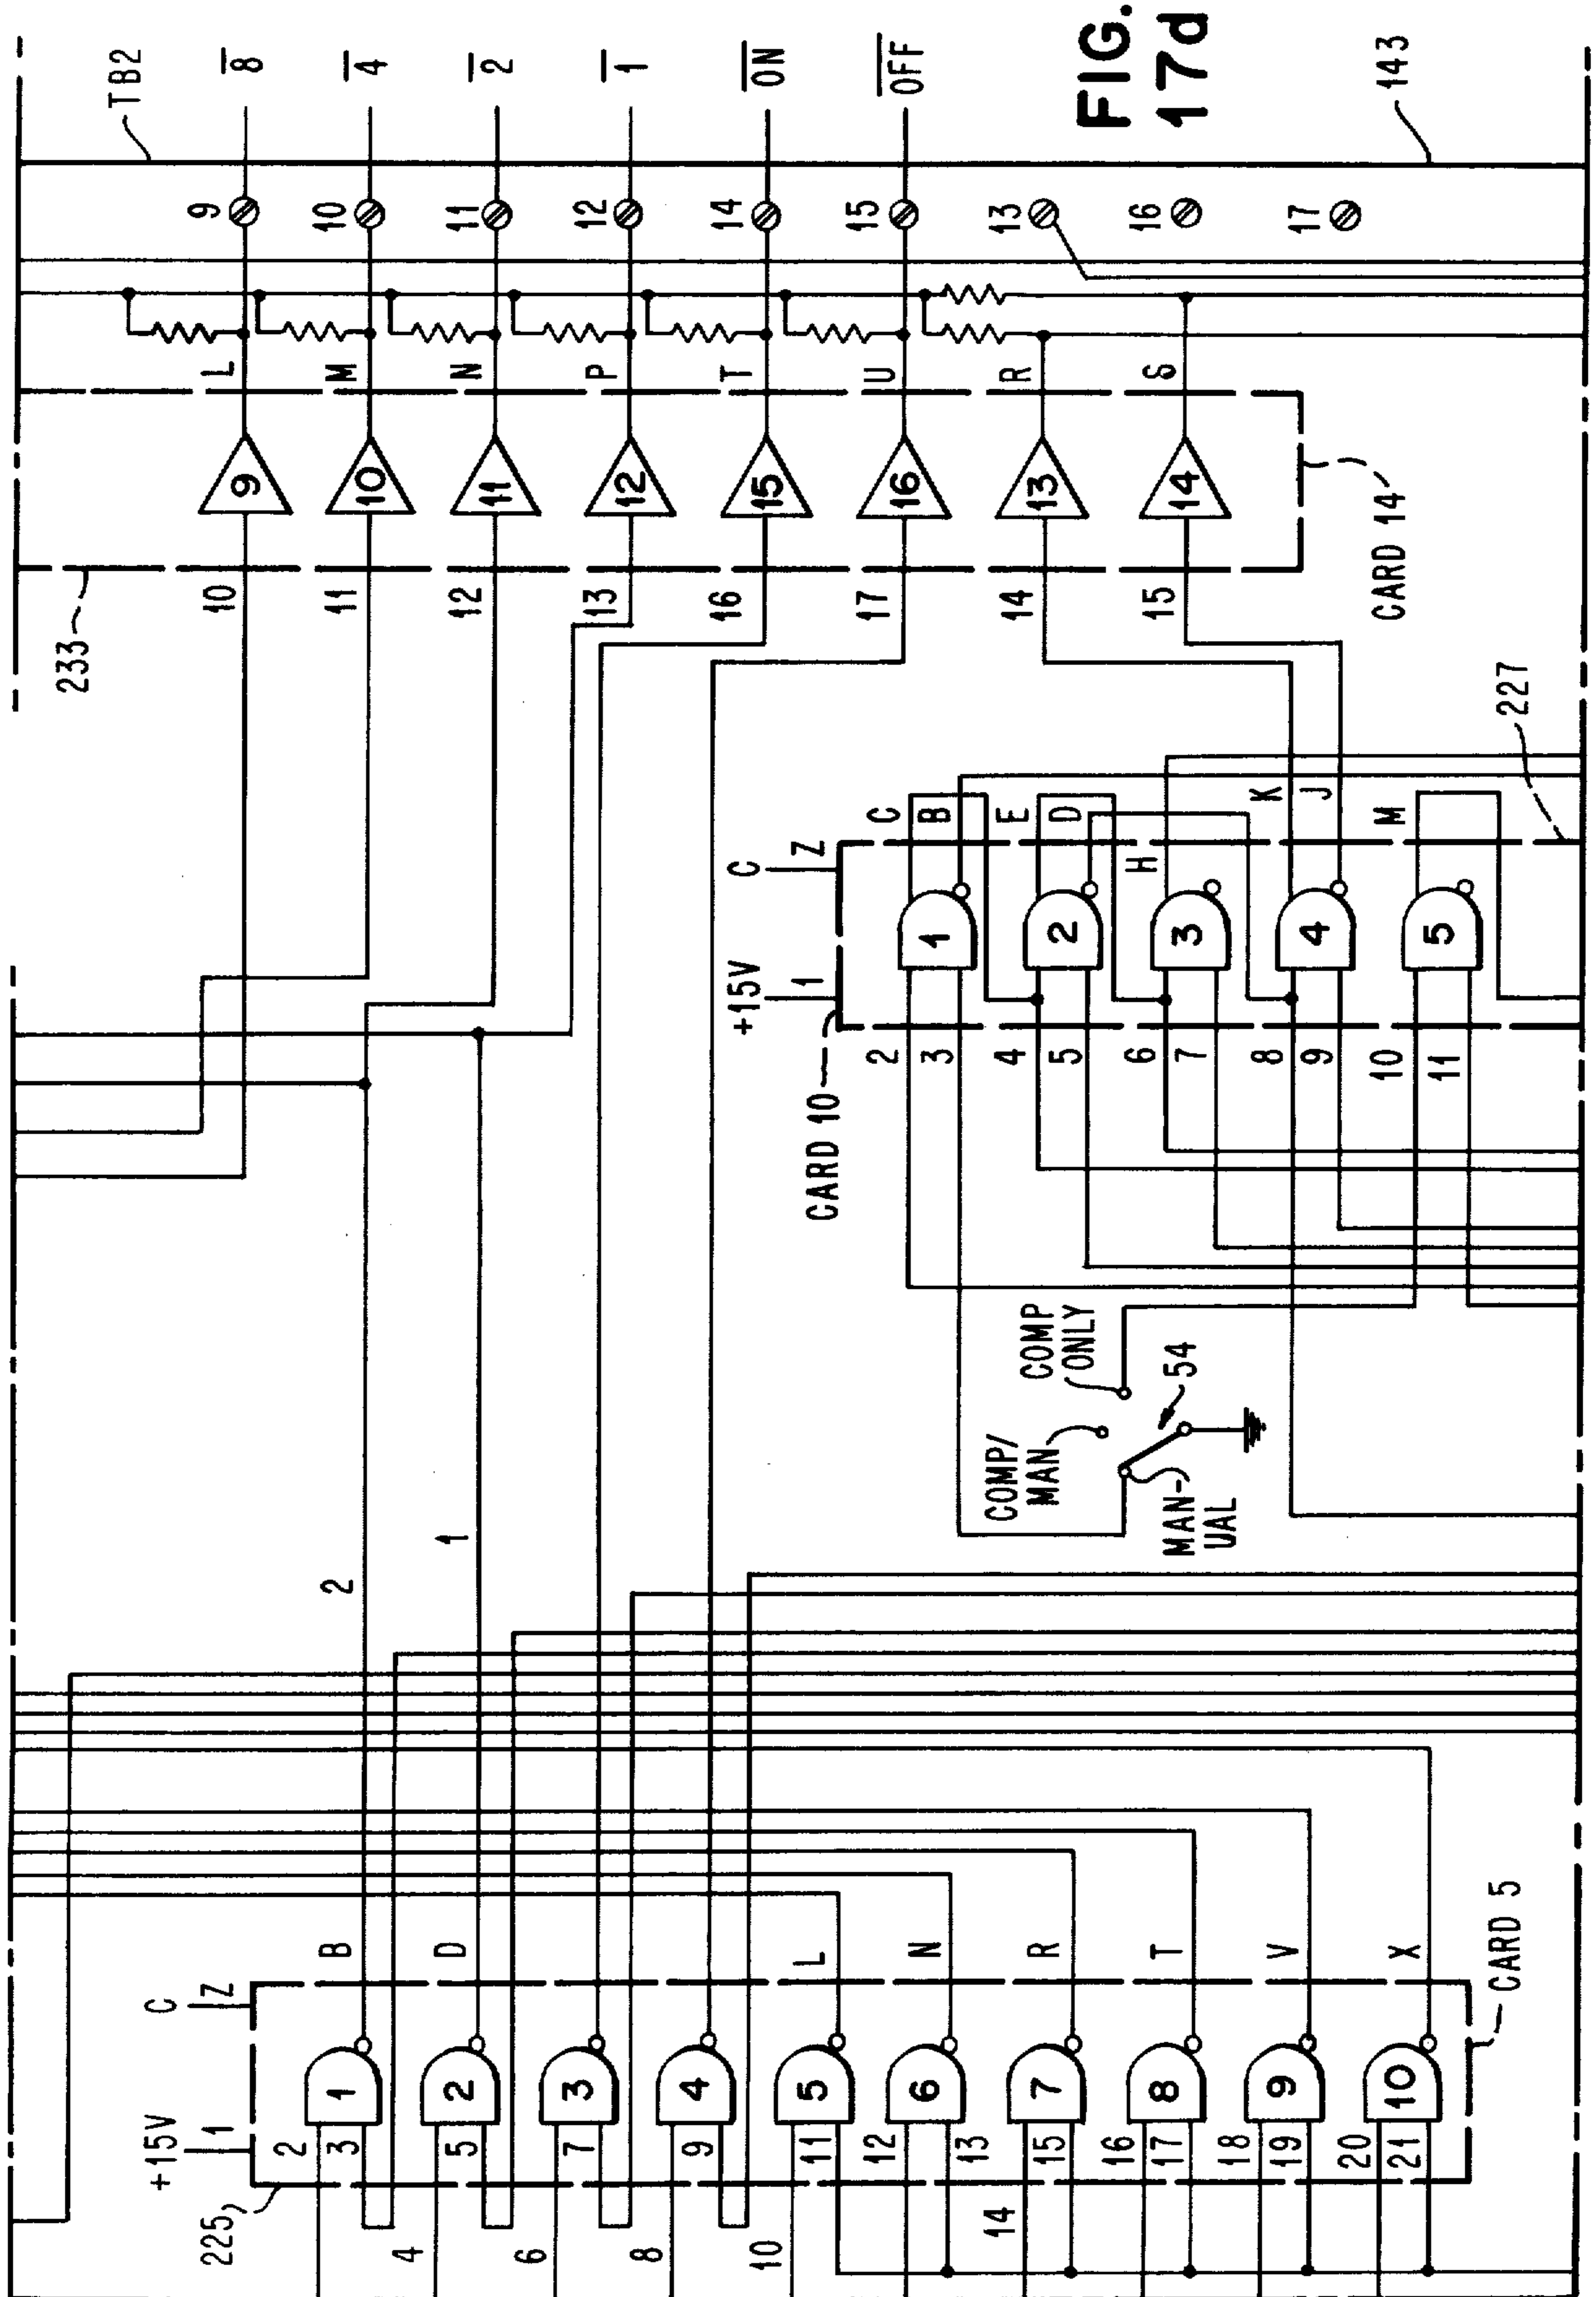 FIG.
17d
TB2
143
8
4
2
1
ON
OFF
9
10
11
12
14
15
13
16
17
L
M
N
P
T
U
R
S
9
10
11
12
15
16
13
14
233
10
11
12
13
16
17
14
15
CARD 14
227
C
Z
C
B
E
D
H
K
J
M
1
2
3
4
5
+15V
1
CARD 10
2
3
4
5
6
7
8
9
10
11
COMP
ONLY
COMP/
MAN
54
MAN-
UAL
2
1
C
Z
B
D
L
N
R
T
V
X
CARD 5
1
2
3
4
5
6
7
8
9
10
+15V
1
225
2
3
4
5
6
7
8
9
10
11
12
13
14
15
16
17
18
19
20
21